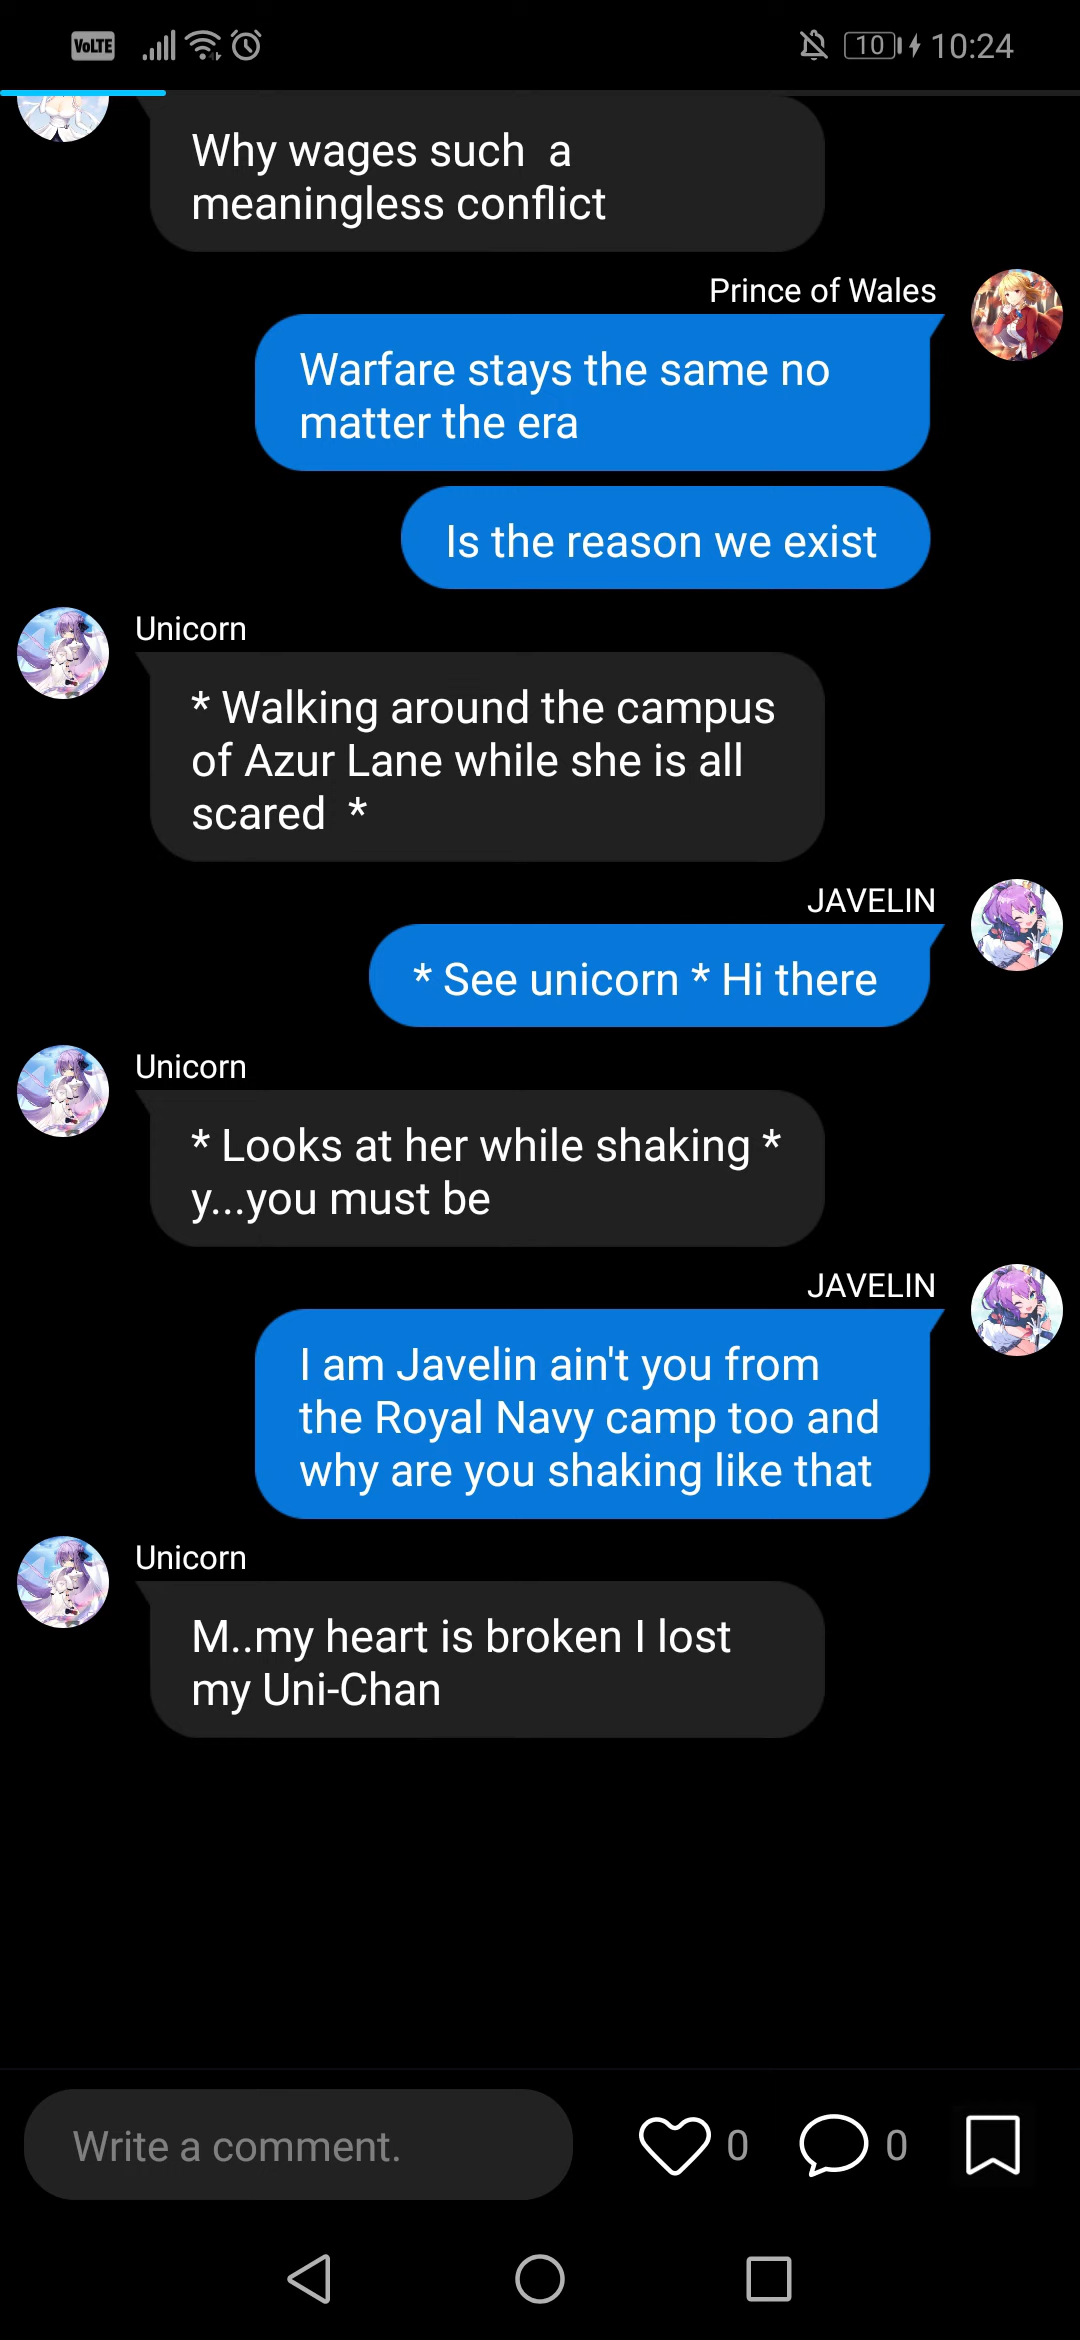 VoLTE 10 10:24
Why wages such  a
meaningless conflict
Prince of Wales
Warfare stays the same no
matter the era
Is the reason we exist
Unicorn
* Walking around the campus
of Azur Lane while she is all
scared  *
JAVELIN
* See unicorn * Hi there
Unicorn
* Looks at her while shaking *
y...you must be
JAVELIN
I am Javelin ain't you from
the Royal Navy camp too and
why are you shaking like that
Unicorn
M..my heart is broken I lost
my Uni-Chan
Write a comment. 0 0